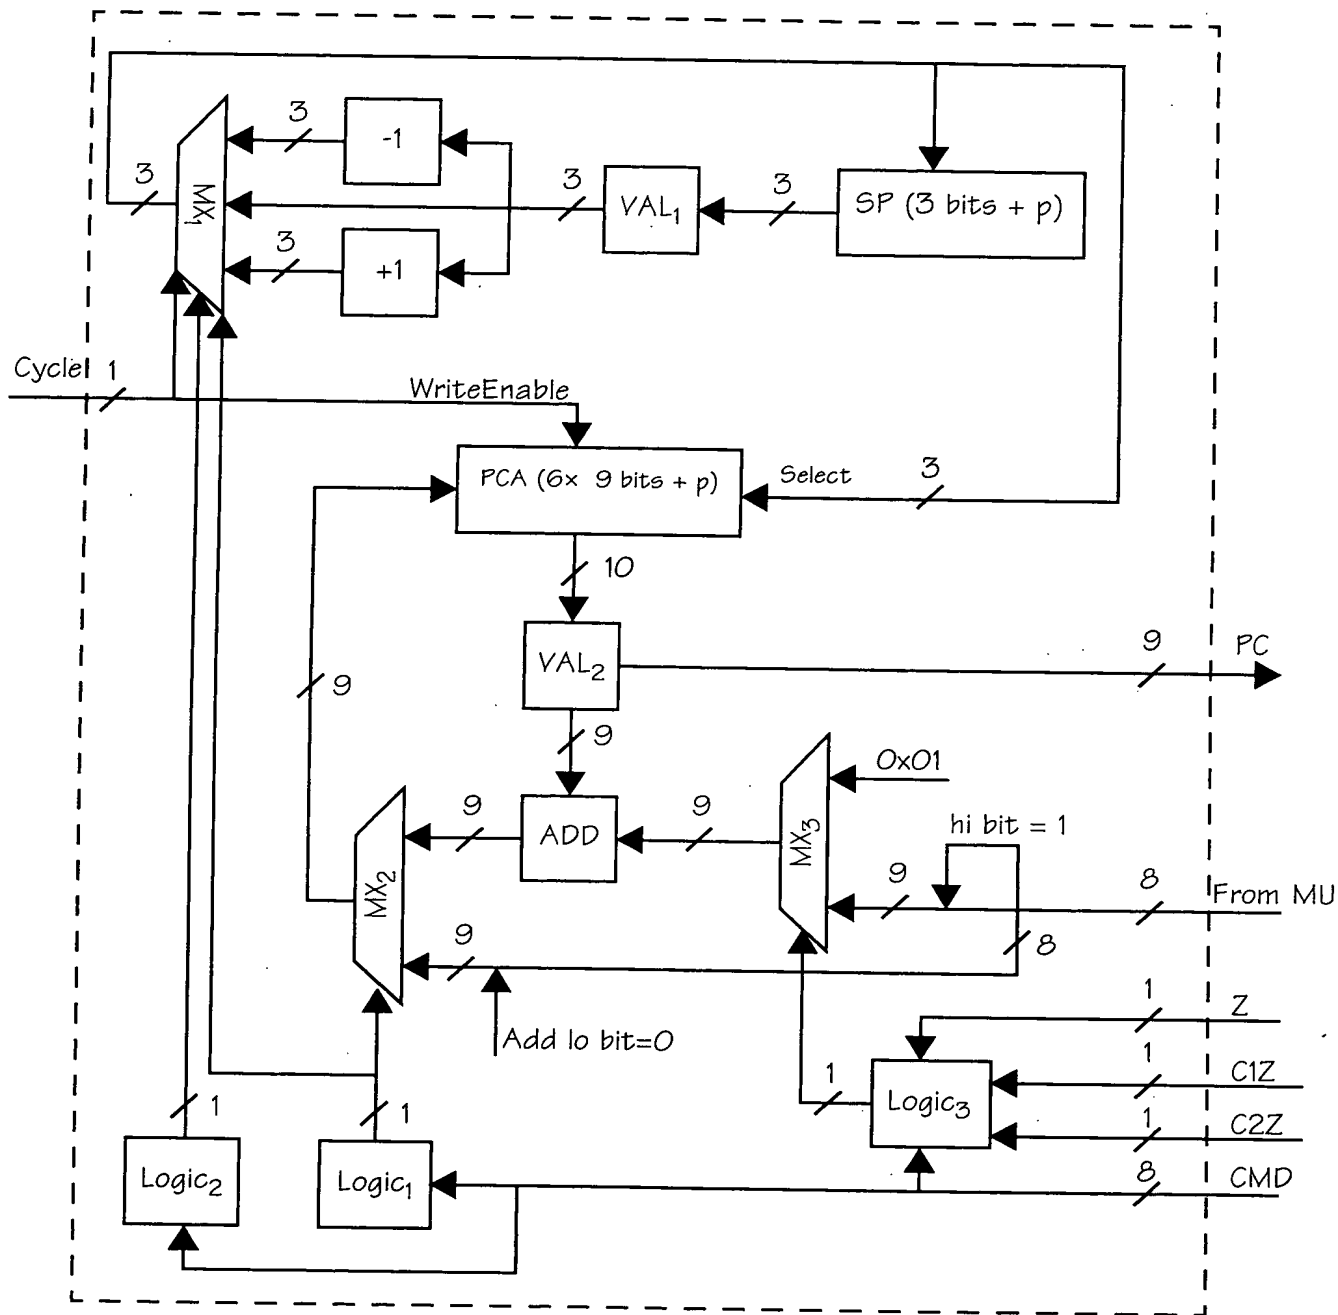 3
-1
3
MX1
3
VAL1
3
SP (3 bits + p)
3
+1
Cycle
1
WriteEnable
PCA (6x 9 bits + p)
Select
3
10
VAL2
9
PC
9
9
0x01
9
ADD
9
MX3
hi bit = 1
MX2
9
8
From MU
9
8
Add lo bit=0
1
Z
1
C1Z
1
Logic3
1
C2Z
1
1
Logic2
Logic1
8
CMD